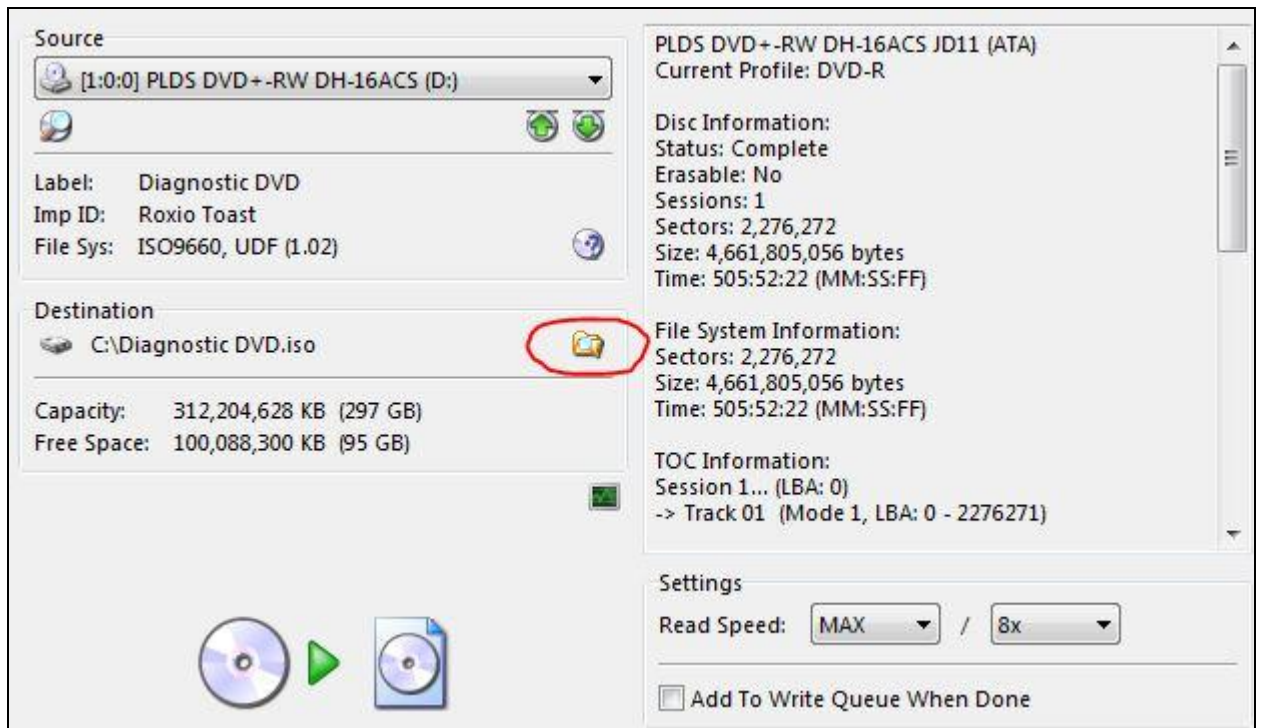 Source
[1:0:0] PLDS DVD+-RW DH-16ACS (D:)
Label: Diagnostic DVD
Imp ID: Roxio Toast
File Sys: ISO9660, UDF (1.02)
Destination
C:\Diagnostic DVD.iso
Capacity: 312,204,628 KB (297 GB)
Free Space: 100,088,300 KB (95 GB)
PLDS DVD+-RW DH-16ACS JD11 (ATA)
Current Profile: DVD-R
Disc Information:
Status: Complete
Erasable: No
Sessions: 1
Sectors: 2,276,272
Size: 4,661,805,056 bytes
Time: 505:52:22 (MM:SS:FF)
File System Information:
Sectors: 2,276,272
Size: 4,661,805,056 bytes
Time: 505:52:22 (MM:SS:FF)
TOC Information:
Session 1... (LBA: 0)
-> Track 01 (Mode 1, LBA: 0 - 2276271)
Settings
Read Speed: MAX / 8x
Add To Write Queue When Done